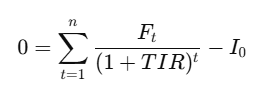 0 = \sum_{t=1}^{n} \frac{F_t}{(1 + TIR)^t} - I_0